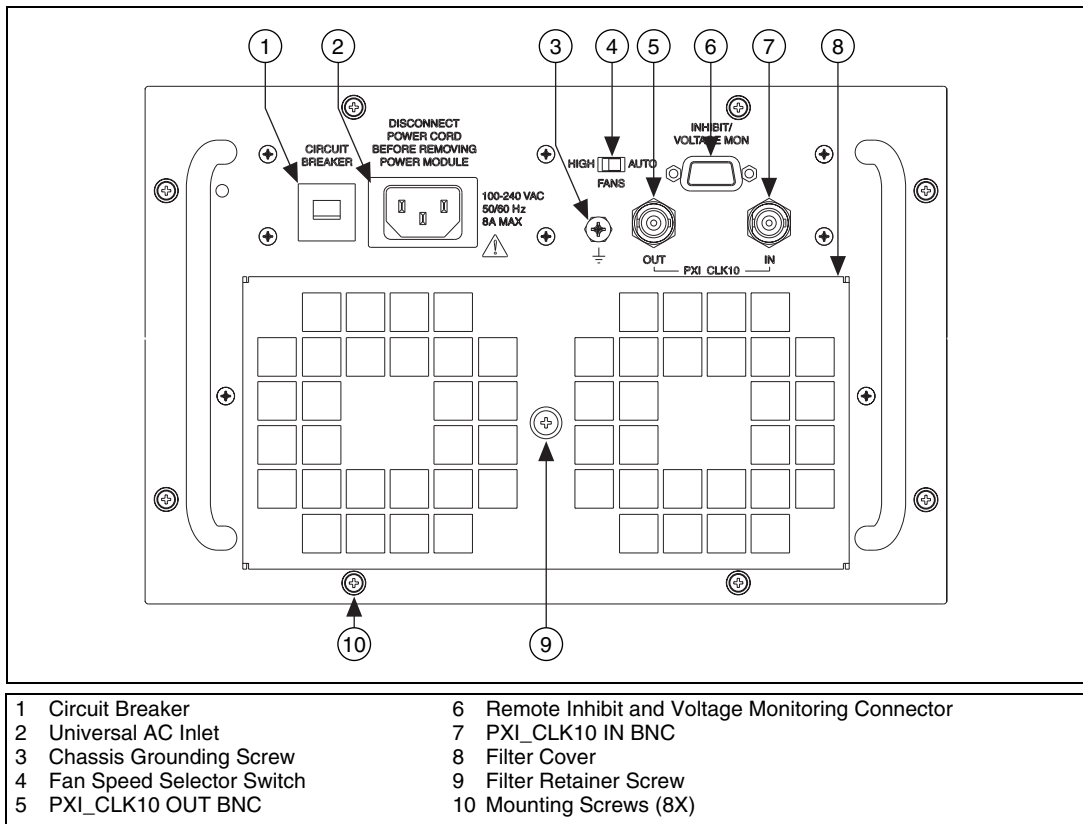 1 2 3 4 5 6 7 8
DISCONNECT
POWER CORD
BEFORE REMOVING
POWER MODULE
CIRCUIT
BREAKER
100-240 VAC
50/60 Hz
8A MAX
HIGH AUTO
FANS
INHIBIT/
VOLTAGE MON
OUT IN
PXI CLK10
10 9
1 Circuit Breaker
2 Universal AC Inlet
3 Chassis Grounding Screw
4 Fan Speed Selector Switch
5 PXI_CLK10 OUT BNC
6 Remote Inhibit and Voltage Monitoring Connector
7 PXI_CLK10 IN BNC
8 Filter Cover
9 Filter Retainer Screw
10 Mounting Screws (8X)